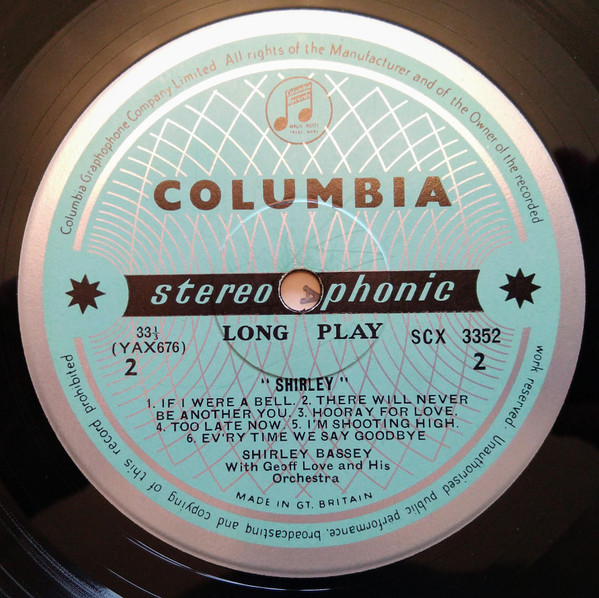 Columbia Graphophone Company Limited. All rights of the Manufacturer and of the Owner of the recorded
work reserved. Unauthorised public performance, broadcasting and copying of this record prohibited
Columbia
Records
COLUMBIA
stereophonic
33⅓
(YAX676)
2
LONG PLAY
SCX 3352
2
"SHIRLEY"
1. IF I WERE A BELL. 2. THERE WILL NEVER
BE ANOTHER YOU. 3. HOORAY FOR LOVE.
4. TOO LATE NOW. 5. I'M SHOOTING HIGH.
6. EV'RY TIME WE SAY GOODBYE
SHIRLEY BASSEY
With Geoff Love and His
Orchestra
MADE IN GT. BRITAIN